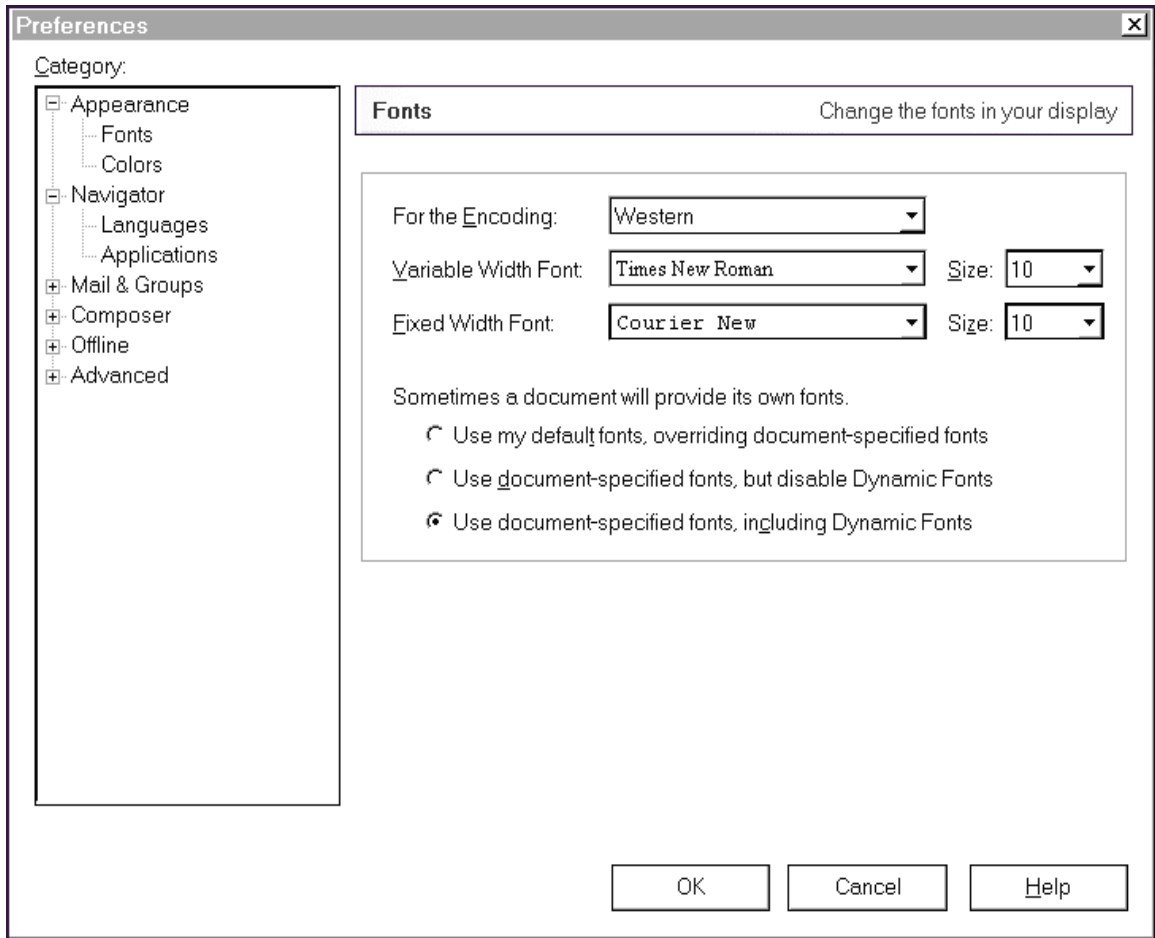 Preferences
Category:
Appearance
Fonts
Colors
Navigator
Languages
Applications
Mail & Groups
Composer
Offline
Advanced
Fonts Change the fonts in your display
For the Encoding: Western
Variable Width Font: Times New Roman Size: 10
Fixed Width Font: Courier New Size: 10
Sometimes a document will provide its own fonts.
Use my default fonts, overriding document-specified fonts
Use document-specified fonts, but disable Dynamic Fonts
Use document-specified fonts, including Dynamic Fonts
OK Cancel Help